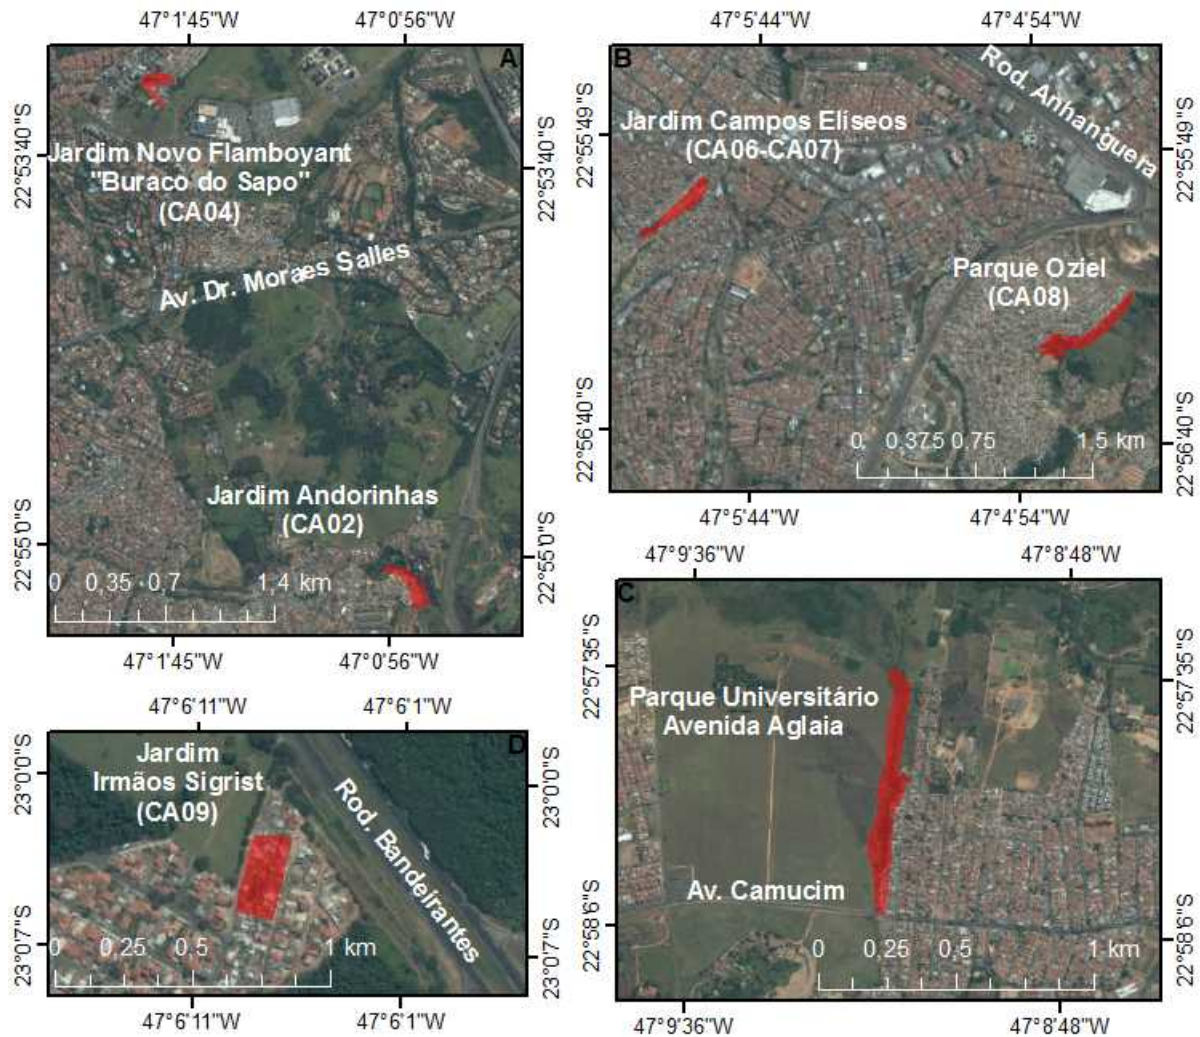 47°1'45"W 47°0'56"W
A
22°53'40"S
22°53'40"S
Jardim Novo Flamboyant
"Buraco do Sapo"
(CA04)
Av. Dr. Moraes Salles
Jardim Andorinhas
(CA02)
22°55'0"S
22°55'0"S
0 0,35 0,7 1,4 km
47°1'45"W 47°0'56"W
47°5'44"W 47°4'54"W
B
Rod. Anhanguera
22°55'49"S
22°55'49"S
Jardim Campos Elíseos
(CA06-CA07)
Parque Oziel
(CA08)
22°56'40"S
22°56'40"S
0 0,375 0,75 1,5 km
47°5'44"W 47°4'54"W
47°9'36"W 47°8'48"W
C
22°57'35"S
22°57'35"S
Parque Universitário
Avenida Aglaia
Av. Camucim
22°58'6"S
22°58'6"S
0 0,25 0,5 1 km
47°9'36"W 47°8'48"W
47°6'11"W 47°6'1"W
D
23°0'0"S
23°0'0"S
Jardim
Irmãos Sigrist
(CA09)
Rod. Bandeirantes
23°0'7"S
23°0'7"S
0 0,25 0,5 1 km
47°6'11"W 47°6'1"W